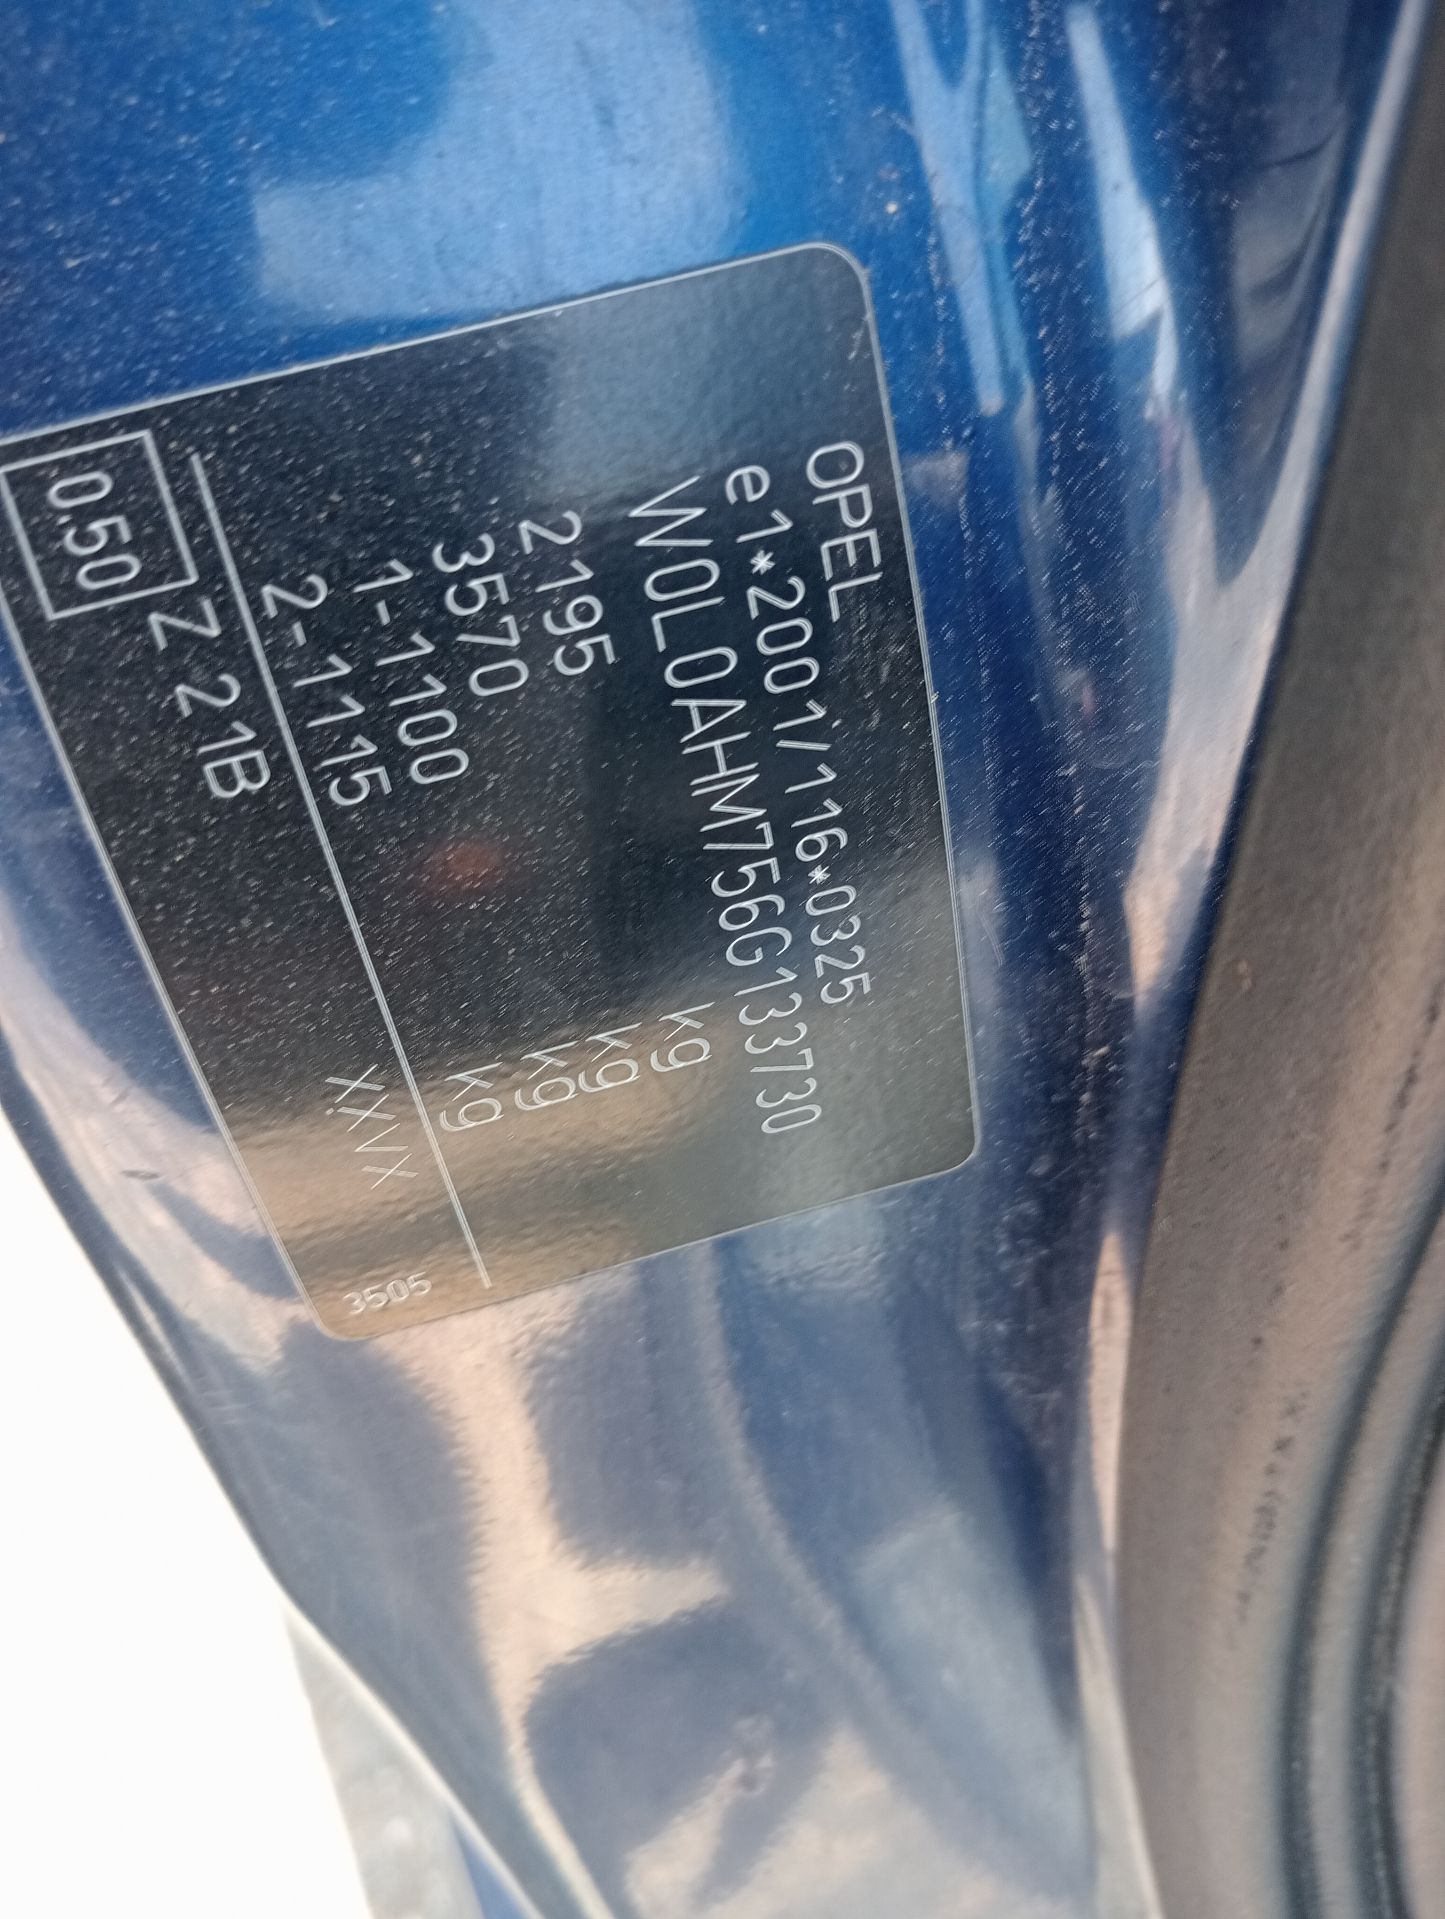 OPEL
e1*2001/116*0325
W0L0AHM756G133730
2195 kg
3570 kg
1-1100 kg
2-1115 kg
0.50 Z 21B
3505